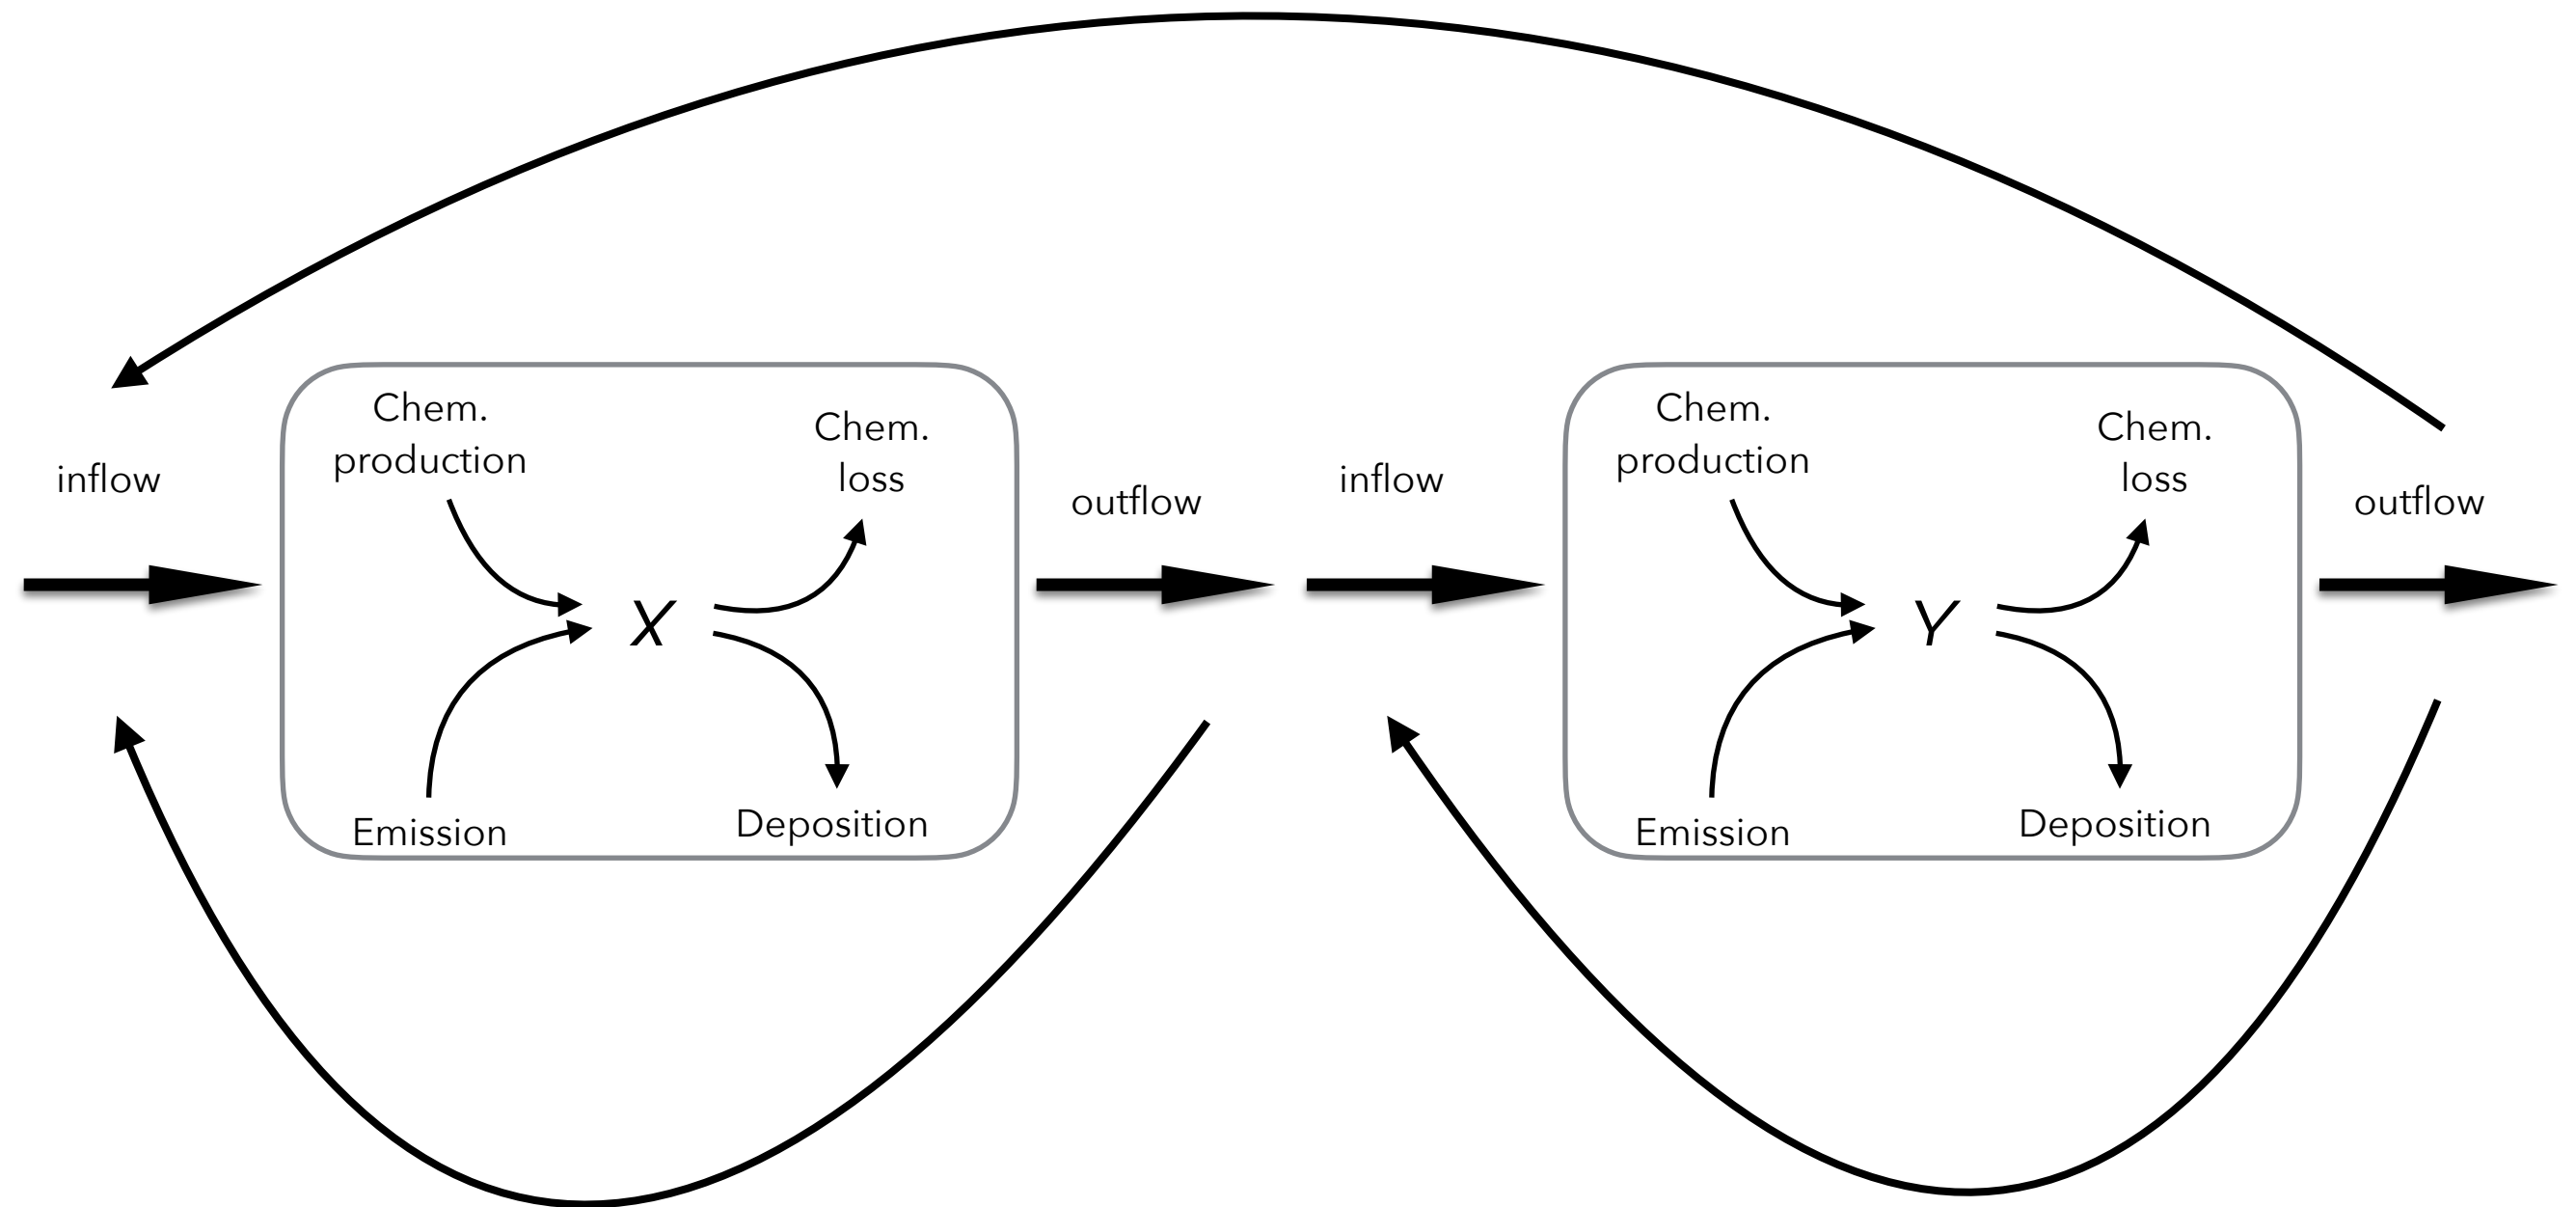 inflow
Chem.
production
Chem.
loss
X
Emission
Deposition
outflow
inflow
Chem.
production
Chem.
loss
Y
Emission
Deposition
outflow